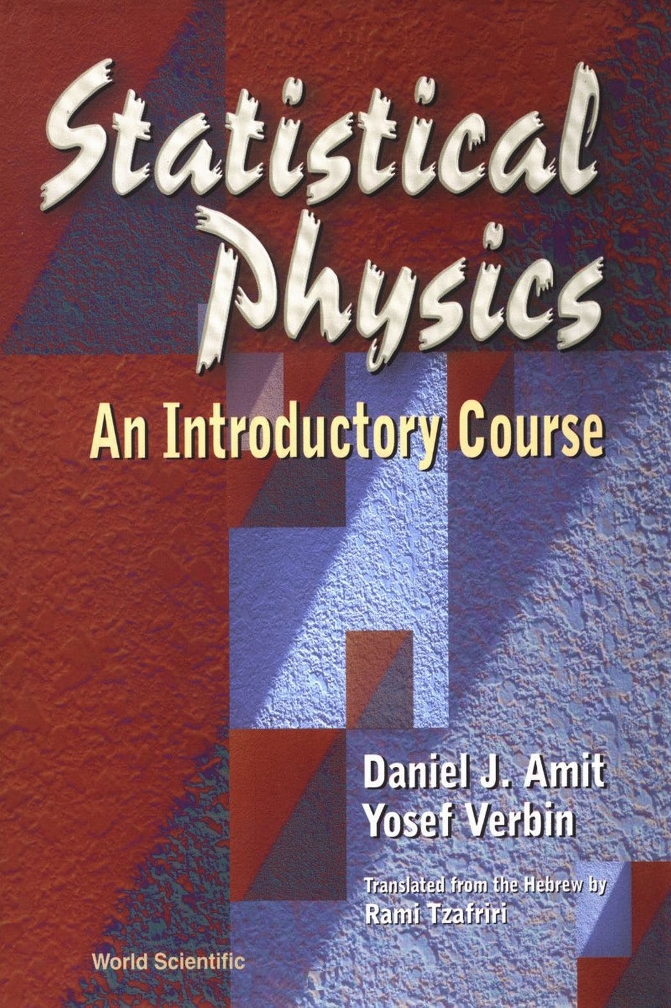 Statistical
Physics
An Introductory Course
Daniel J. Amit
Yosef Verbin
Translated from the Hebrew by
Rami Tzafriri
World Scientific